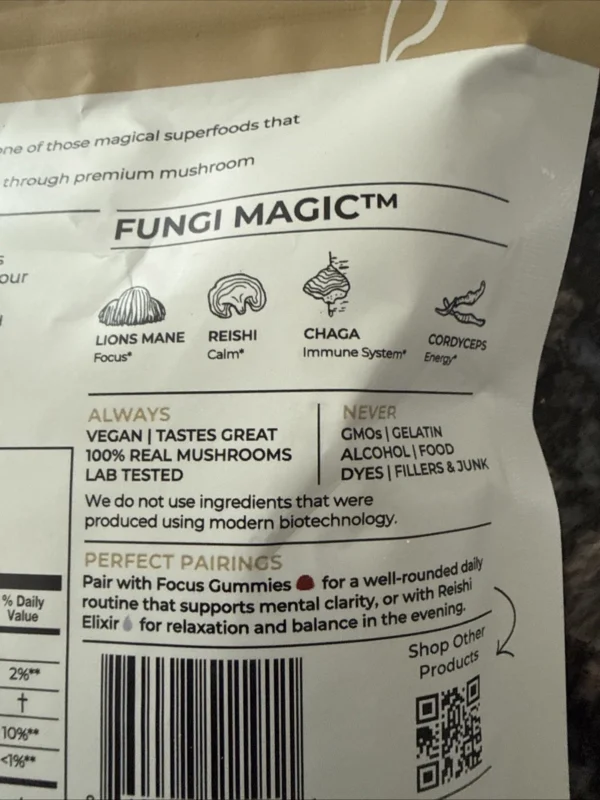 one of those magical superfoods that
through premium mushroom
FUNGI MAGIC™
our
LIONS MANE
Focus*
REISHI
Calm*
CHAGA
Immune System*
CORDYCEPS
Energy*
ALWAYS
VEGAN | TASTES GREAT
100% REAL MUSHROOMS
LAB TESTED
NEVER
GMOs | GELATIN
ALCOHOL | FOOD
DYES | FILLERS & JUNK
We do not use ingredients that were
produced using modern biotechnology.
PERFECT PAIRINGS
Pair with Focus Gummies for a well-rounded daily
routine that supports mental clarity, or with Reishi
Elixir for relaxation and balance in the evening.
% Daily
Value
2%**
†
10%**
<1%**
Shop Other
Products